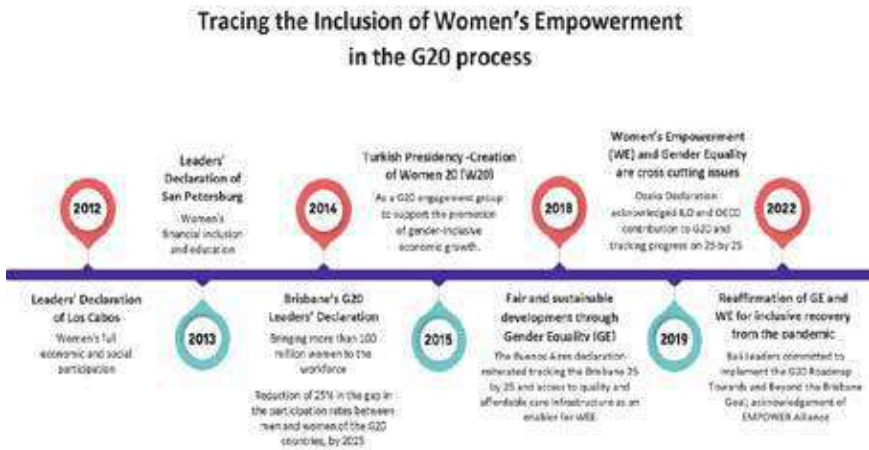 Tracing the Inclusion of Women's Empowerment
in the G20 process
2012
Leaders' Declaration
of Los Cabos
Women's full
economic and social
participation
Leaders'
Declaration of
San Petersburg
Women's
financial inclusion
and education
2013
2014
Brisbane's G20
Leaders' Declaration
Bringing more than 100
million women to the
workforce
Reduction of 25% in the gap in
the participation rates between
men and women of the G20
countries, by 2025
Turkish Presidency -Creation
of Women 20 (W20)
As a G20 engagement group
to support the promotion
of gender-inclusive
economic growth.
2015
2018
Fair and sustainable
development through
Gender Equality (GE)
The Buenos Aires declaration
reiterated tracking the Brisbane 25
by 25 and access to quality and
affordable care infrastructure as an
enabler for WEE
Women's Empowerment
(WE) and Gender Equality
are cross cutting issues
Osaka Declaration
acknowledged ILO and OECD
contribution to G20 and
tracking progress on 25 by 25
2019
2022
Reaffirmation of GE and
WE for inclusive recovery
from the pandemic
Bali Leaders committed to
implement the G20 Roadmap
Towards and Beyond the Brisbane
Goal; acknowledgement of
EMPOWER Alliance